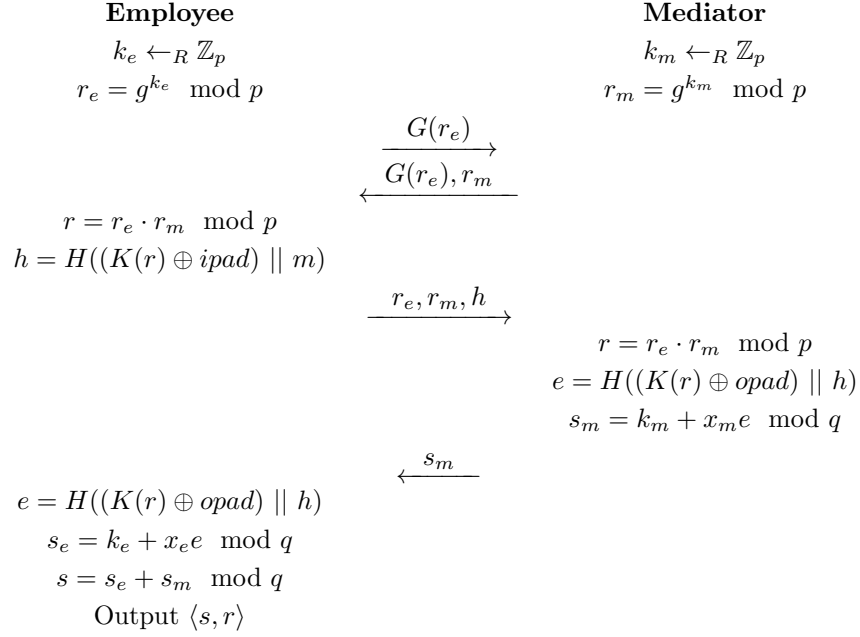 Employee Mediator
k_e ←_R ℤ_p k_m ←_R ℤ_p
r_e = g^{k_e} mod p r_m = g^{k_m} mod p
G(r_e)
G(r_e), r_m
r = r_e · r_m mod p
h = H((K(r) ⊕ ipad) || m)
r_e, r_m, h
r = r_e · r_m mod p
e = H((K(r) ⊕ opad) || h)
s_m = k_m + x_m e mod q
s_m
e = H((K(r) ⊕ opad) || h)
s_e = k_e + x_e e mod q
s = s_e + s_m mod q
Output ⟨s, r⟩